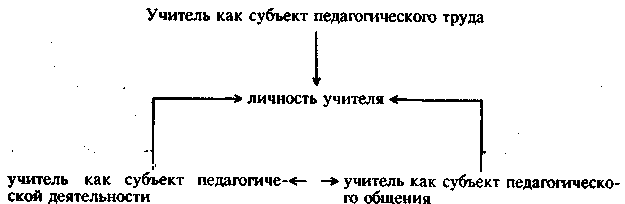 Учитель как субъект педагогического труда
личность учителя
учитель как субъект педагогиче-
ской деятельности
учитель как субъект педагогическо-
го общения